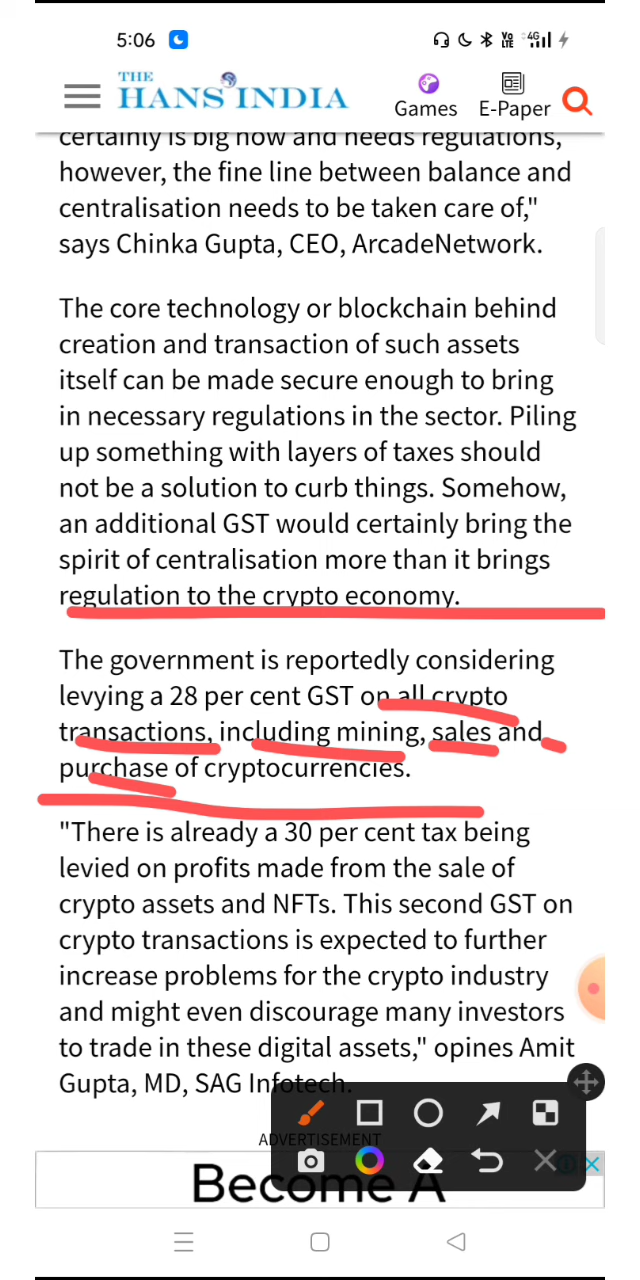 5:06
VO LTE 4G
THE
HANS INDIA
Games E-Paper
certainly is big now and needs regulations,
however, the fine line between balance and
centralisation needs to be taken care of,"
says Chinka Gupta, CEO, ArcadeNetwork.
The core technology or blockchain behind
creation and transaction of such assets
itself can be made secure enough to bring
in necessary regulations in the sector. Piling
up something with layers of taxes should
not be a solution to curb things. Somehow,
an additional GST would certainly bring the
spirit of centralisation more than it brings
regulation to the crypto economy.
The government is reportedly considering
levying a 28 per cent GST on all crypto
transactions, including mining, sales and
purchase of cryptocurrencies.
"There is already a 30 per cent tax being
levied on profits made from the sale of
crypto assets and NFTs. This second GST on
crypto transactions is expected to further
increase problems for the crypto industry
and might even discourage many investors
to trade in these digital assets," opines Amit
Gupta, MD, SAG Infotech.
ADVERTISEMENT
Become A